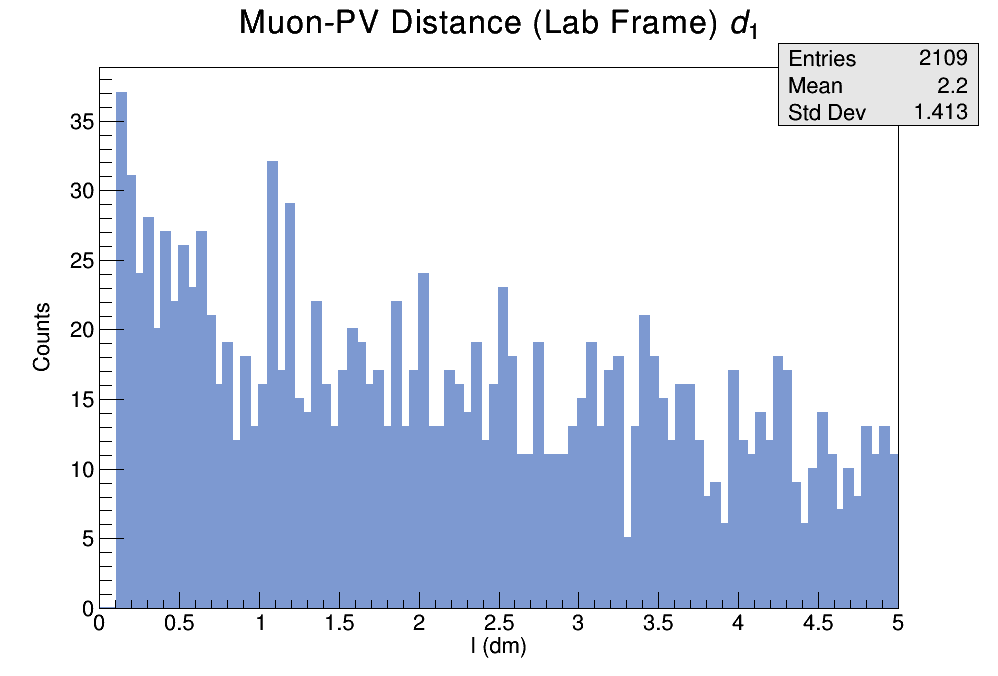 Muon-PV Distance (Lab Frame) d₁
Entries 2109
Mean 2.2
Std Dev 1.413
Counts
35
30
25
20
15
10
5
0
0 0.5 1 1.5 2 2.5 3 3.5 4 4.5 5
l (dm)